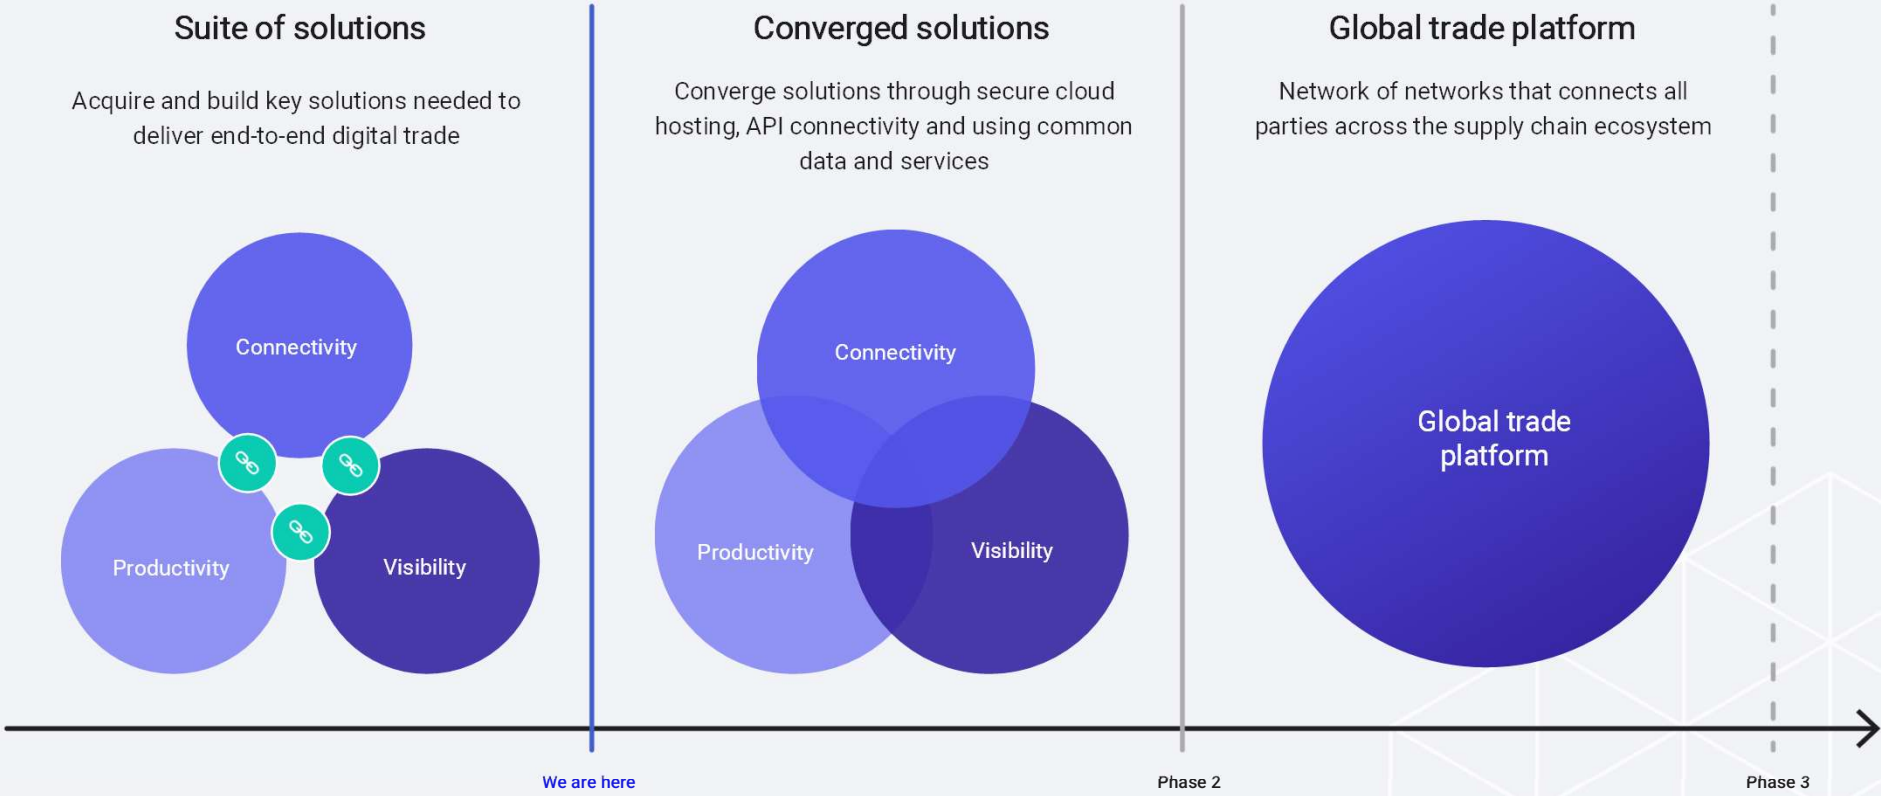 Suite of solutions
Acquire and build key solutions needed to
deliver end-to-end digital trade
Connectivity
Productivity
Visibility
Converged solutions
Converge solutions through secure cloud
hosting, API connectivity and using common
data and services
Connectivity
Productivity
Visibility
Global trade platform
Network of networks that connects all
parties across the supply chain ecosystem
Global trade
platform
We are here
Phase 2
Phase 3